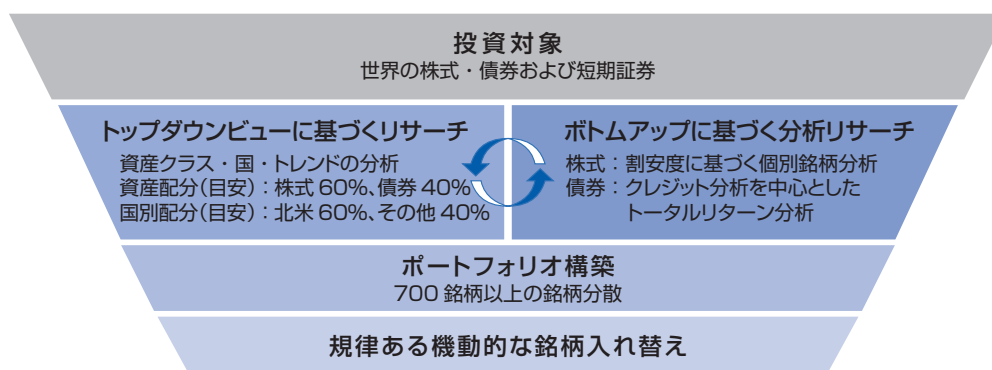 投資対象
世界の株式・債券および短期証券
トップダウンビューに基づくリサーチ
資産クラス・国・トレンドの分析
資産配分(目安):株式 60%、債券 40%
国別配分(目安):北米 60%、その他 40%
ボトムアップに基づく分析リサーチ
株式:割安度に基づく個別銘柄分析
債券:クレジット分析を中心とした
トータルリターン分析
ポートフォリオ構築
700 銘柄以上の銘柄分散
規律ある機動的な銘柄入れ替え